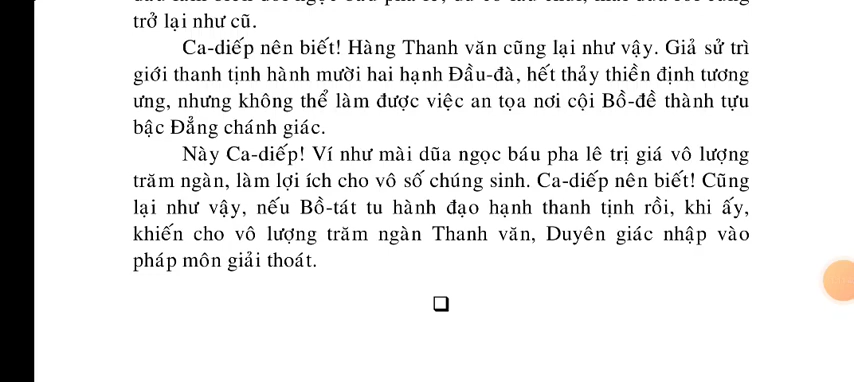 trở lại như cũ.
Ca-diếp nên biết! Hàng Thanh văn cũng lại như vậy. Giả sử trì
giới thanh tịnh hành mười hai hạnh Đầu-đà, hết thảy thiền định tương
ưng, nhưng không thể làm được việc an tọa nơi cội Bồ-đề thành tựu
bậc Đẳng chánh giác.
Này Ca-diếp! Ví như mài dũa ngọc báu pha lê trị giá vô lượng
trăm ngàn, làm lợi ích cho vô số chúng sinh. Ca-diếp nên biết! Cũng
lại như vậy, nếu Bồ-tát tu hành đạo hạnh thanh tịnh rồi, khi ấy,
khiến cho vô lượng trăm ngàn Thanh văn, Duyên giác nhập vào
pháp môn giải thoát.